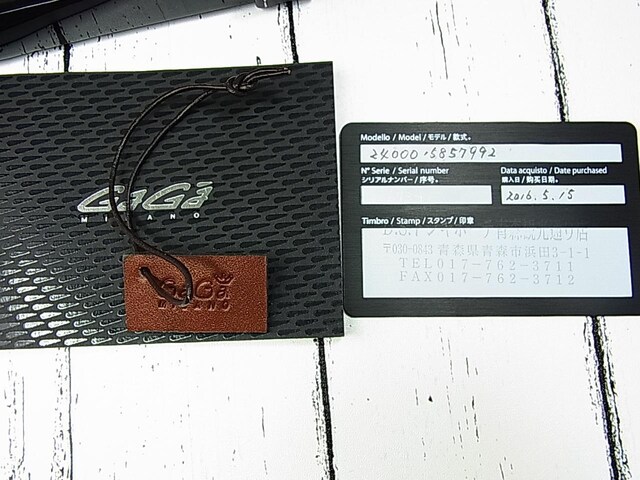 GaGà
MILANO
GaGà
MILANO
Modello / Model / モデル / 款式。
24000.5857992
N° Serie / Serial number
シリアルナンバー / 序号。
Data acquisto / Date purchased
購入日 / 购买日期。
2016.5.15
Timbro / Stamp / スタンプ / 印章
〒030-0843 青森県青森市浜田3-1-1
TEL017-762-3711
FAX017-762-3712